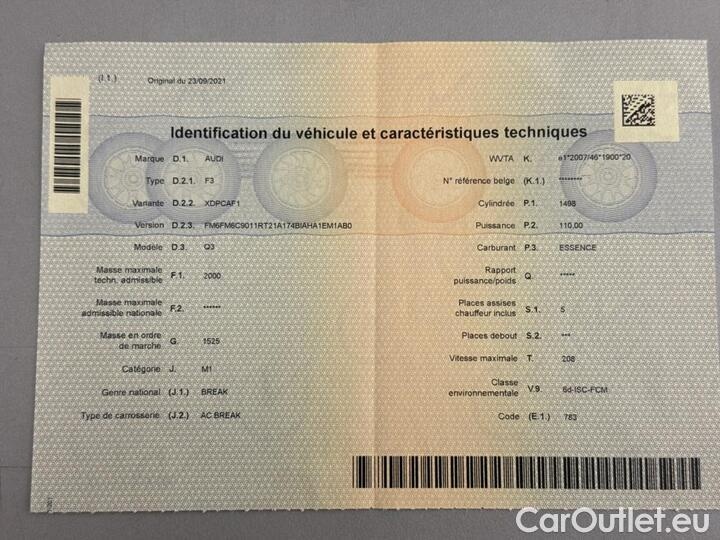 (I.1.) Original du 23/09/2021
Identification du véhicule et caractéristiques techniques
Marque D.1. AUDI
Type D.2.1. F3
Variante D.2.2. XDPCAF1
Version D.2.3. FM6FM6C9011RT21A174BIAHA1EM1AB0
Modèle D.3. Q3
Masse maximale
techn. admissible F.1. 2000
Masse maximale
admissible nationale F.2. ******
Masse en ordre
de marche G. 1525
Catégorie J. M1
Genre national (J.1.) BREAK
Type de carrosserie (J.2.) AC BREAK
WVTA K. e1*2007/46*1900*20
N° référence belge (K.1.) ********
Cylindrée P.1. 1498
Puissance P.2. 110,00
Carburant P.3. ESSENCE
Rapport
puissance/poids Q. *****
Places assises
chauffeur inclus S.1. 5
Places debout S.2. ***
Vitesse maximale T. 208
Classe
environnementale V.9. 6d-ISC-FCM
Code (E.1.) 783
CarOutlet.eu